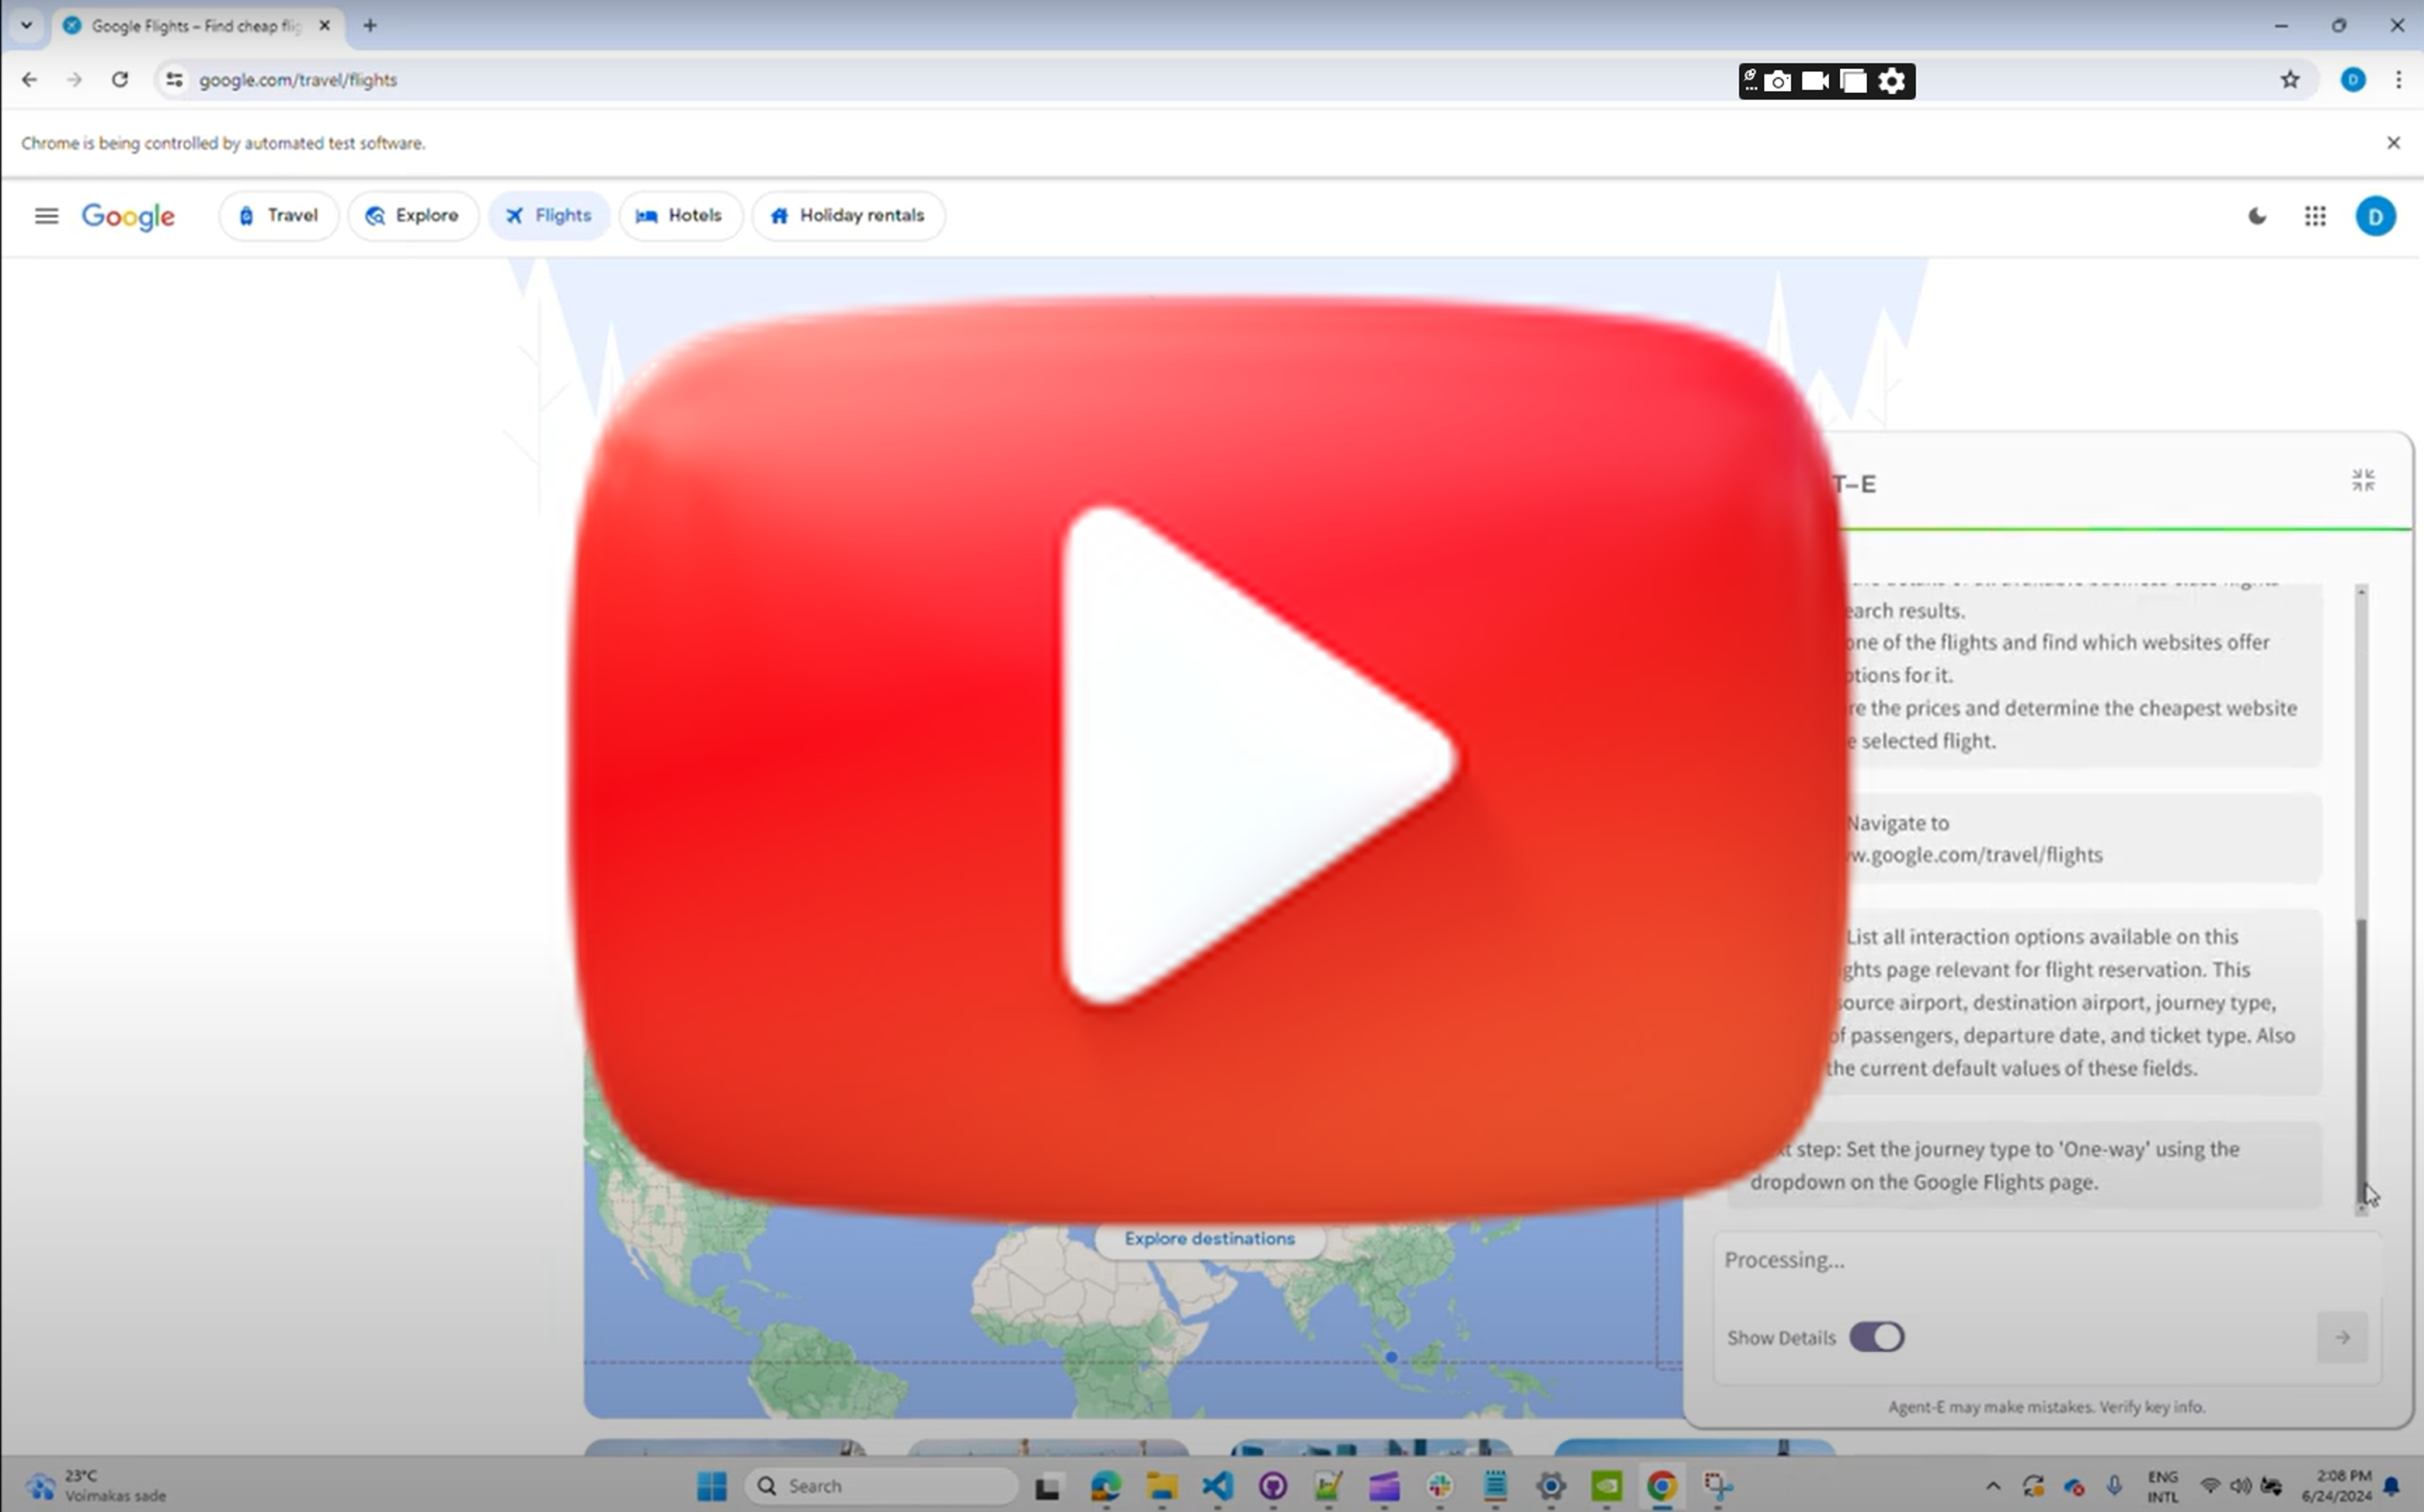 Google Flights – Find cheap flig
google.com/travel/flights
D
Chrome is being controlled by automated test software.
Google
Travel
Explore
Flights
Hotels
Holiday rentals
D
T–E
earch results.
one of the flights and find which websites offer
otions for it.
re the prices and determine the cheapest website
e selected flight.
Navigate to
w.google.com/travel/flights
List all interaction options available on this
ghts page relevant for flight reservation. This
source airport, destination airport, journey type,
of passengers, departure date, and ticket type. Also
the current default values of these fields.
t step: Set the journey type to 'One-way' using the
dropdown on the Google Flights page.
Explore destinations
Processing...
Show Details
Agent-E may make mistakes. Verify key info.
23°C
Voimakas sade
Search
ENG
INTL
2:08 PM
6/24/2024